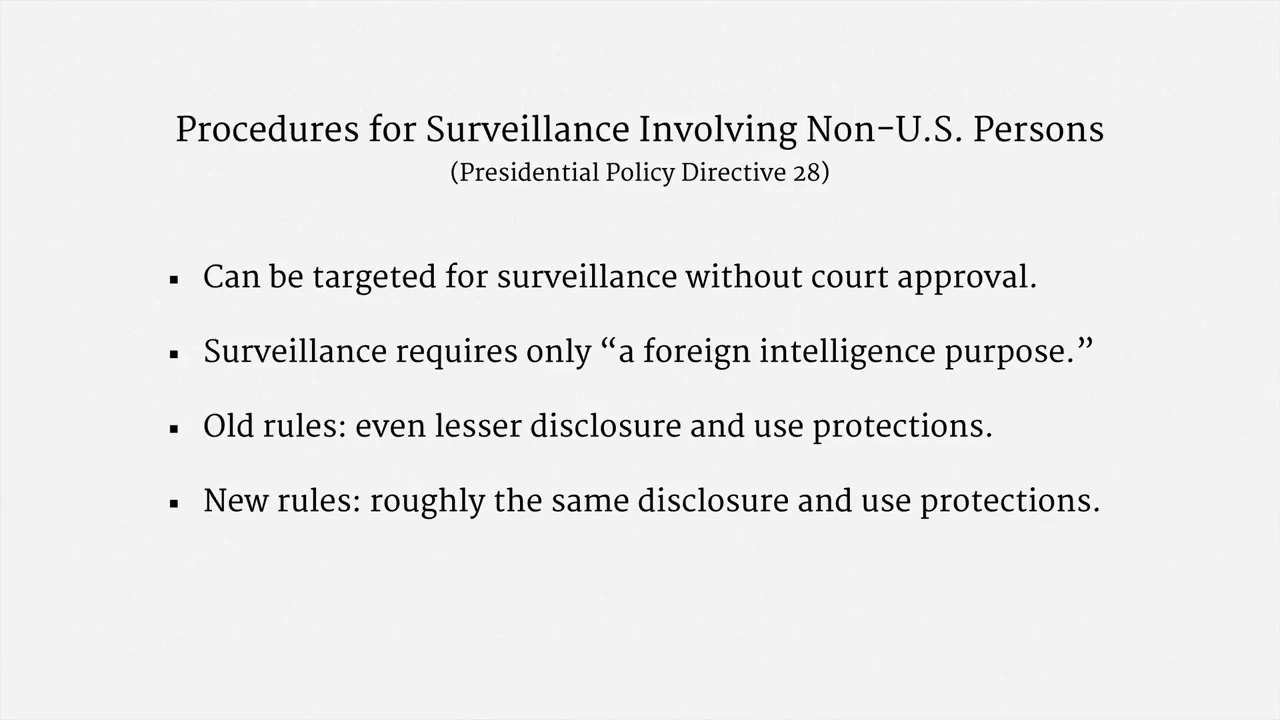 Procedures for Surveillance Involving Non-U.S. Persons
(Presidential Policy Directive 28)
▪ Can be targeted for surveillance without court approval.
▪ Surveillance requires only “a foreign intelligence purpose.”
▪ Old rules: even lesser disclosure and use protections.
▪ New rules: roughly the same disclosure and use protections.